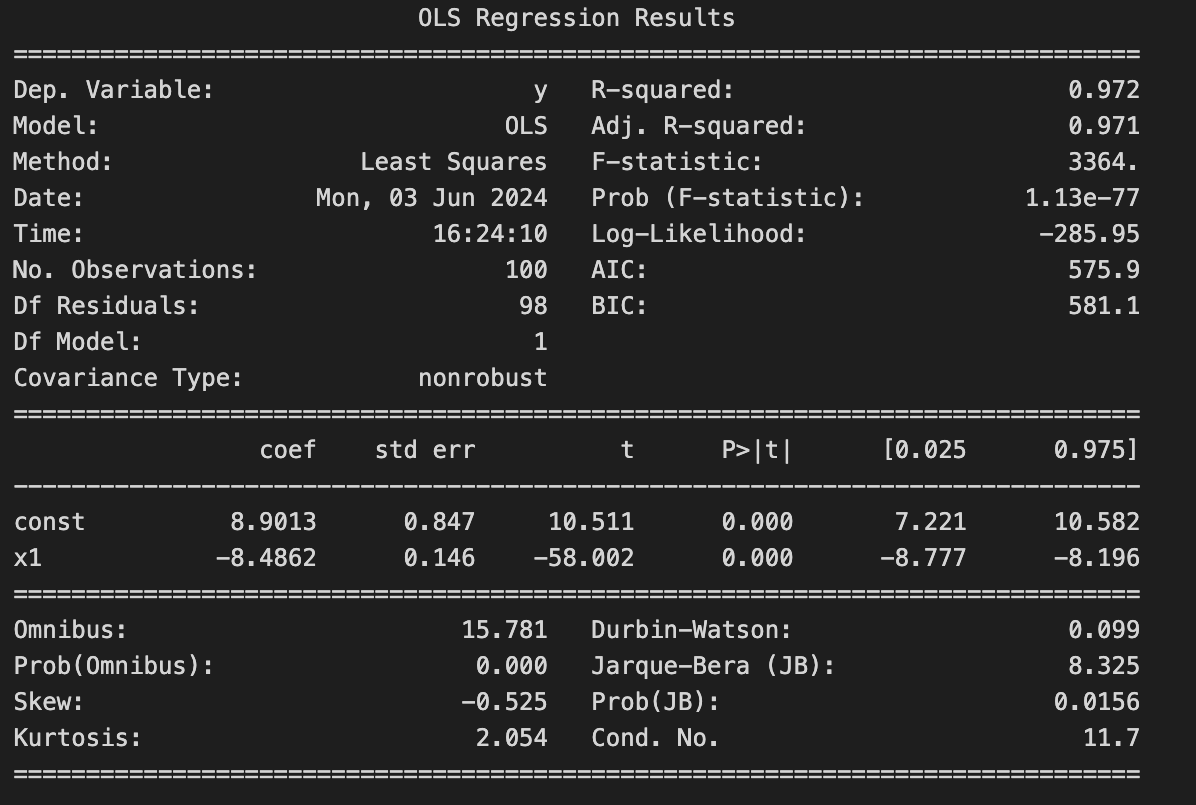 OLS Regression Results
==============================================================================
Dep. Variable:                      y   R-squared:                       0.972
Model:                            OLS   Adj. R-squared:                  0.971
Method:                 Least Squares   F-statistic:                     3364.
Date:                Mon, 03 Jun 2024   Prob (F-statistic):           1.13e-77
Time:                        16:24:10   Log-Likelihood:                -285.95
No. Observations:                 100   AIC:                             575.9
Df Residuals:                      98   BIC:                             581.1
Df Model:                           1
Covariance Type:            nonrobust
==============================================================================
                 coef    std err          t      P>|t|      [0.025      0.975]
------------------------------------------------------------------------------
const          8.9013      0.847     10.511      0.000       7.221      10.582
x1            -8.4862      0.146    -58.002      0.000      -8.777      -8.196
==============================================================================
Omnibus:                       15.781   Durbin-Watson:                   0.099
Prob(Omnibus):                  0.000   Jarque-Bera (JB):                8.325
Skew:                          -0.525   Prob(JB):                       0.0156
Kurtosis:                       2.054   Cond. No.                         11.7
==============================================================================